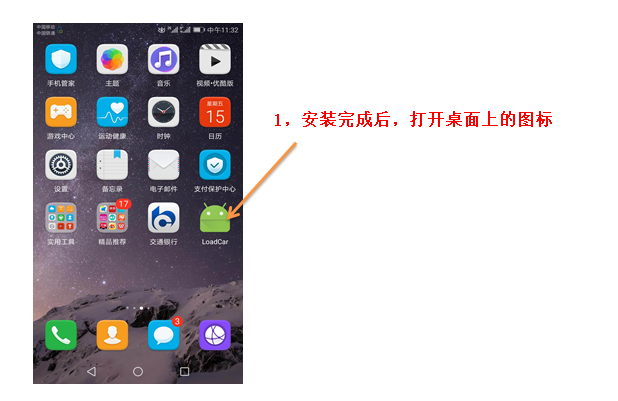 中国移动
中国联通
中午11:32
手机管家
主题
音乐
视频·优酷版
星期五
15
游戏中心
运动健康
时钟
日历
1，安装完成后，打开桌面上的图标
设置
备忘录
电子邮件
支付保护中心
17
实用工具
精品推荐
交通银行
LoadCar
3